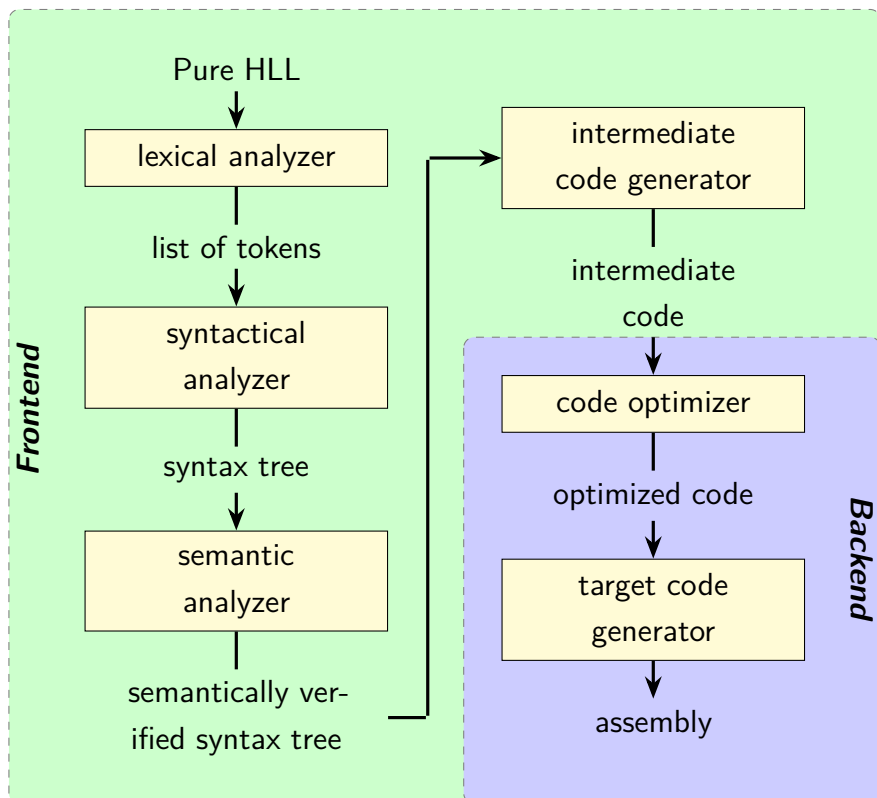 Pure HLL
lexical analyzer
list of tokens
syntactical
analyzer
syntax tree
semantic
analyzer
semantically ver-
ified syntax tree
intermediate
code generator
intermediate
code
code optimizer
optimized code
target code
generator
assembly
Frontend
Backend